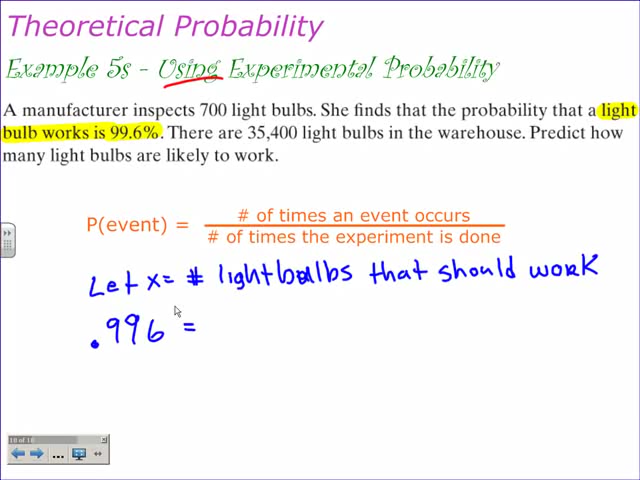 Theoretical Probability
Example 5s - Using Experimental Probability
A manufacturer inspects 700 light bulbs. She finds that the probability that a light
bulb works is 99.6%. There are 35,400 light bulbs in the warehouse. Predict how
many light bulbs are likely to work.
# of times an event occurs
P(event) =
# of times the experiment is done
Let x = # lightbulbs that should work
.996 =
10 of 10